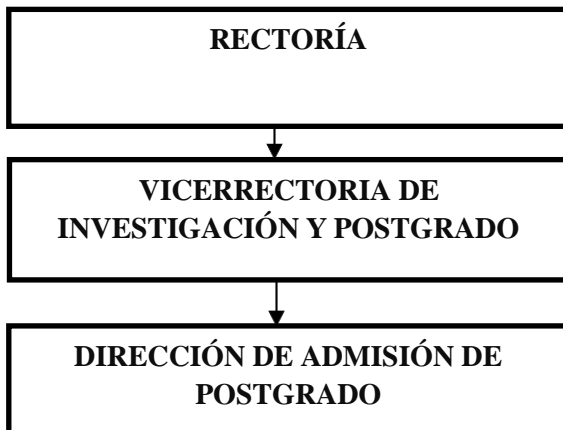 RECTORÍA
VICERRECTORIA DE
INVESTIGACIÓN Y POSTGRADO
DIRECCIÓN DE ADMISIÓN DE
POSTGRADO